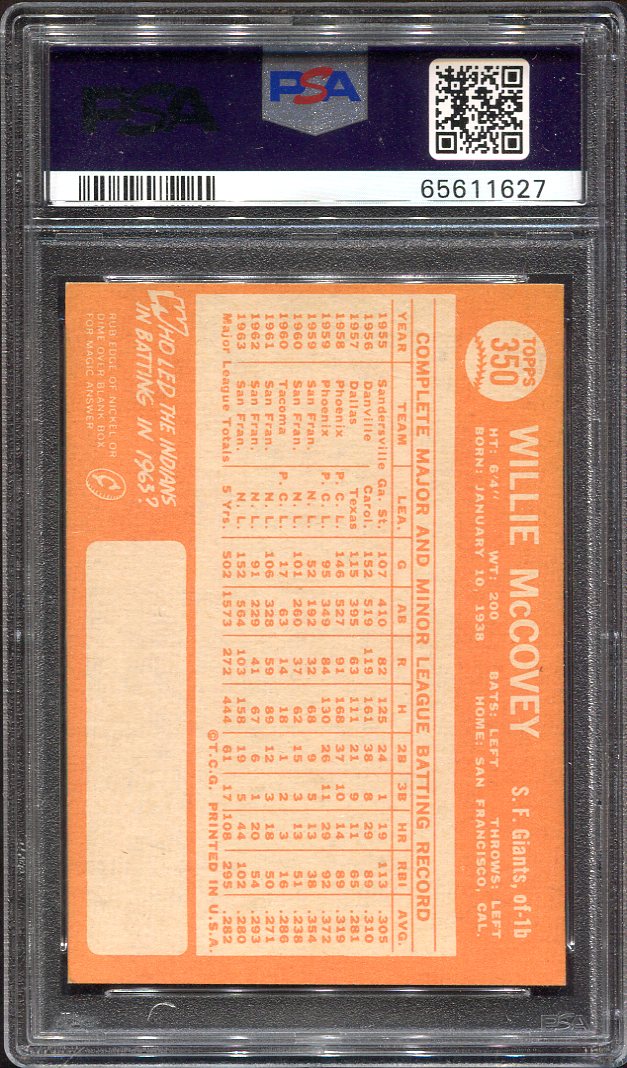 PSA
PSA
65611627
TOPPS
350
WILLIE McCOVEY
S. F. Giants, of-1b
HT: 6'4" WT: 200 BATS: LEFT THROWS: LEFT
BORN: JANUARY 10, 1938 HOME: SAN FRANCISCO, CAL.
COMPLETE MAJOR AND MINOR LEAGUE BATTING RECORD
YEAR TEAM LEA. G AB R H 2B 3B HR RBI AVG.
1955 Sandersville Ga. St. 107 410 82 125 24 1 19 113 .305
1956 Danville Carol. 152 519 119 161 38 8 29 89 .310
1957 Dallas Texas 115 395 63 111 21 9 11 65 .281
1958 Phoenix P. C. L. 146 527 91 168 37 10 14 89 .319
1959 Phoenix P. C. L. 95 349 84 130 26 11 29 92 .372
1959 San Fran. N. L. 52 192 32 68 9 5 13 38 .354
1960 San Fran. N. L. 101 260 37 62 15 3 13 51 .238
1960 Tacoma P. C. L. 17 63 14 18 1 2 3 16 .286
1961 San Fran. N. L. 106 328 59 89 12 3 18 50 .271
1962 San Fran. N. L. 91 229 41 67 6 1 20 54 .293
1963 San Fran. N. L. 152 564 103 158 19 5 44 102 .280
Major League Totals 5 Yrs. 502 1573 272 444 61 17 108 295 .282
©T.C.G. PRINTED IN U.S.A.
WHO LED THE INDIANS
IN BATTING IN 1963?
RUB EDGE OF NICKEL OR
DIME OVER BLANK BOX
FOR MAGIC ANSWER
PSA